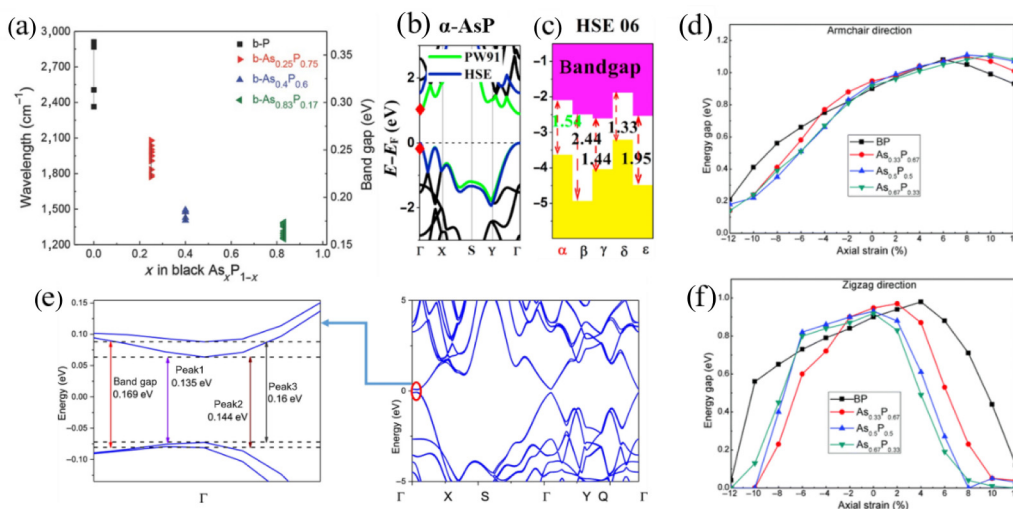 (a)
3,000
2,700
2,400
2,100
1,800
1,500
1,200
Wavelength (cm⁻¹)
b-P
b-As0.25P0.75
b-As0.4P0.6
b-As0.83P0.17
0.35
0.30
0.25
0.20
0.15
Band gap (eV)
0.0 0.2 0.4 0.6 0.8 1.0
x in black AsxP1−x
(b) α-AsP
PW91
HSE
E−EF (eV)
2
0
−2
Γ X S Y Γ
(c) HSE 06
Bandgap
-1
-2
-3
-4
-5
1.54
2.44
1.44
1.33
1.95
α β γ δ ε
(d)
Armchair direction
Energy gap (eV)
1.2
1.0
0.8
0.6
0.4
0.2
0.0
BP
As0.33P0.67
As0.5P0.5
As0.67P0.33
-12 -10 -8 -6 -4 -2 0 2 4 6 8 10 12
Axial strain (%)
(e)
Energy (eV)
0.15
0.10
0.05
0.00
-0.05
-0.10
Band gap
0.169 eV
Peak1
0.135 eV
Peak2
0.144 eV
Peak3
0.16 eV
Γ
Energy (eV)
5
0
-5
Γ X S Γ Y Q Γ
(f)
Zigzag direction
Energy gap (eV)
1.0
0.8
0.6
0.4
0.2
0.0
BP
As0.33P0.67
As0.5P0.5
As0.67P0.33
-12 -10 -8 -6 -4 -2 0 2 4 6 8 10
Axial strain (%)